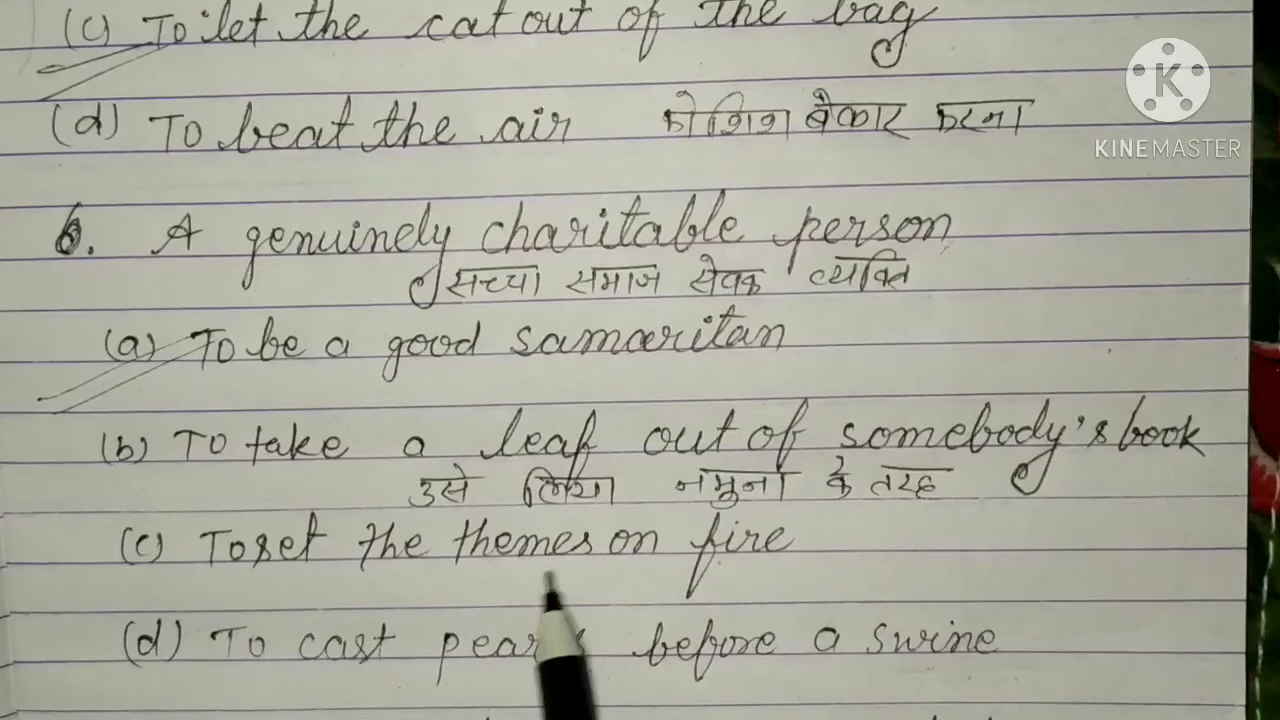 (c) To let the cat out of the bag
(d) To beat the air कोशिश बेकार करना
6. A genuinely charitable person
सच्चा समाज सेवक व्यक्ति
(a) To be a good samaritan
(b) To take a leaf out of somebody's book
उसे लिया नमुना के तरह
(c) To set the themes on fire
(d) To cast before a swine
K
KINEMASTER